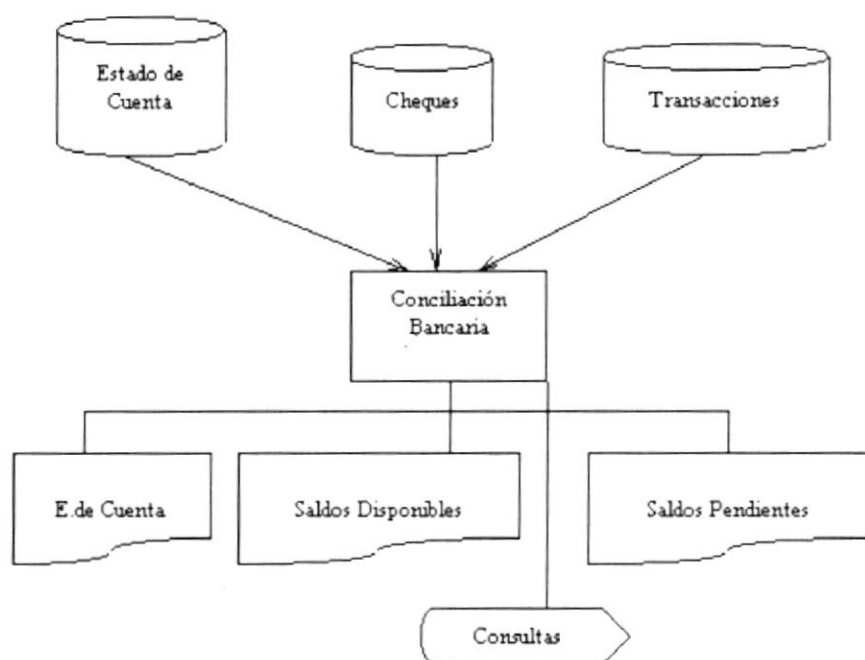 Estado de
Cuenta
Cheques
Transacciones
Conciliación
Bancaria
E.de Cuenta
Saldos Disponibles
Saldos Pendientes
Consultas